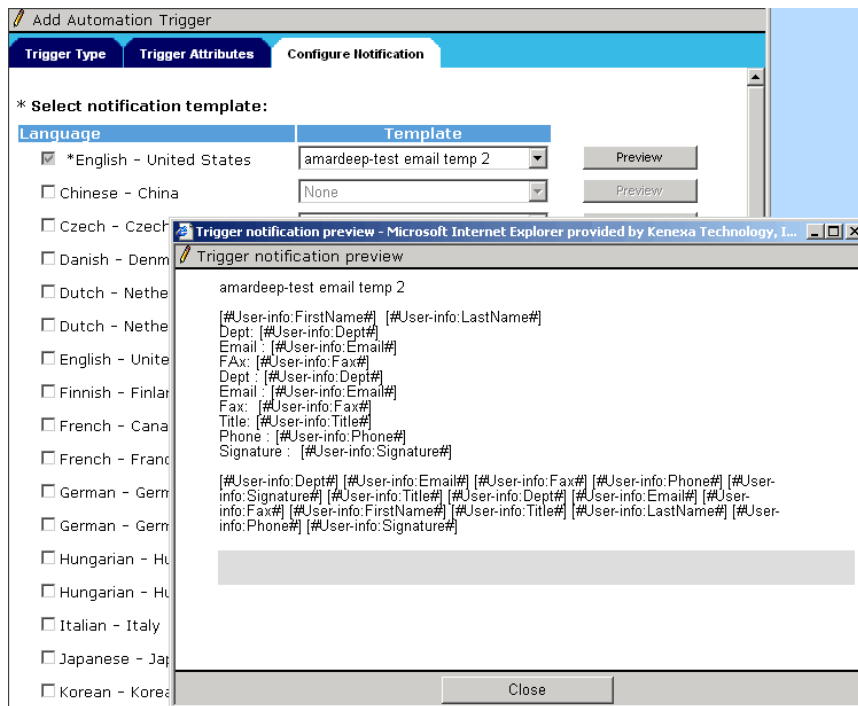 Add Automation Trigger
Trigger Type Trigger Attributes Configure Notification
* Select notification template:
Language Template
*English - United States amardeep-test email temp 2 Preview
Chinese - China None Preview
Czech - Czech
Danish - Denm
Dutch - Nethe
Dutch - Nethe
English - Unite
Finnish - Finlar
French - Cana
French - Franc
German - Germ
German - Germ
Hungarian - Hu
Hungarian - Hu
Italian - Italy
Japanese - Jap
Korean - Korea
Trigger notification preview - Microsoft Internet Explorer provided by Kenexa Technology, I...
Trigger notification preview
amardeep-test email temp 2
[#User-info:FirstName#] [#User-info:LastName#]
Dept: [#User-info:Dept#]
Email : [#User-info:Email#]
FAx: [#User-info:Fax#]
Dept : [#User-info:Dept#]
Email : [#User-info:Email#]
Fax: [#User-info:Fax#]
Title: [#User-info:Title#]
Phone : [#User-info:Phone#]
Signature : [#User-info:Signature#]
[#User-info:Dept#] [#User-info:Email#] [#User-info:Fax#] [#User-info:Phone#] [#User-
info:Signature#] [#User-info:Title#] [#User-info:Dept#] [#User-info:Email#] [#User-
info:Fax#] [#User-info:FirstName#] [#User-info:Title#] [#User-info:LastName#] [#User-
info:Phone#] [#User-info:Signature#]
Close